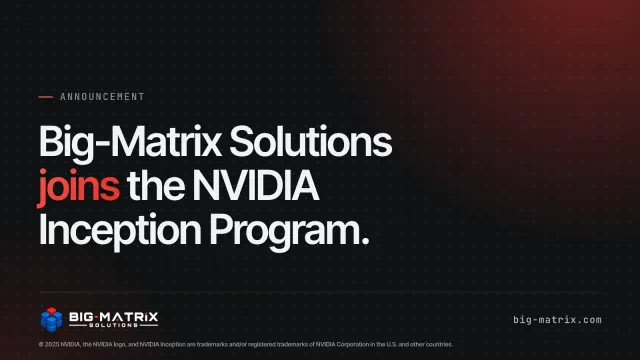 ANNOUNCEMENT
Big-Matrix Solutions
joins the NVIDIA
Inception Program.
BIG-MATRiX
SOLUTIONS
big-matrix.com
© 2025 NVIDIA, the NVIDIA logo, and NVIDIA Inception are trademarks and/or registered trademarks of NVIDIA Corporation in the U.S. and other countries.